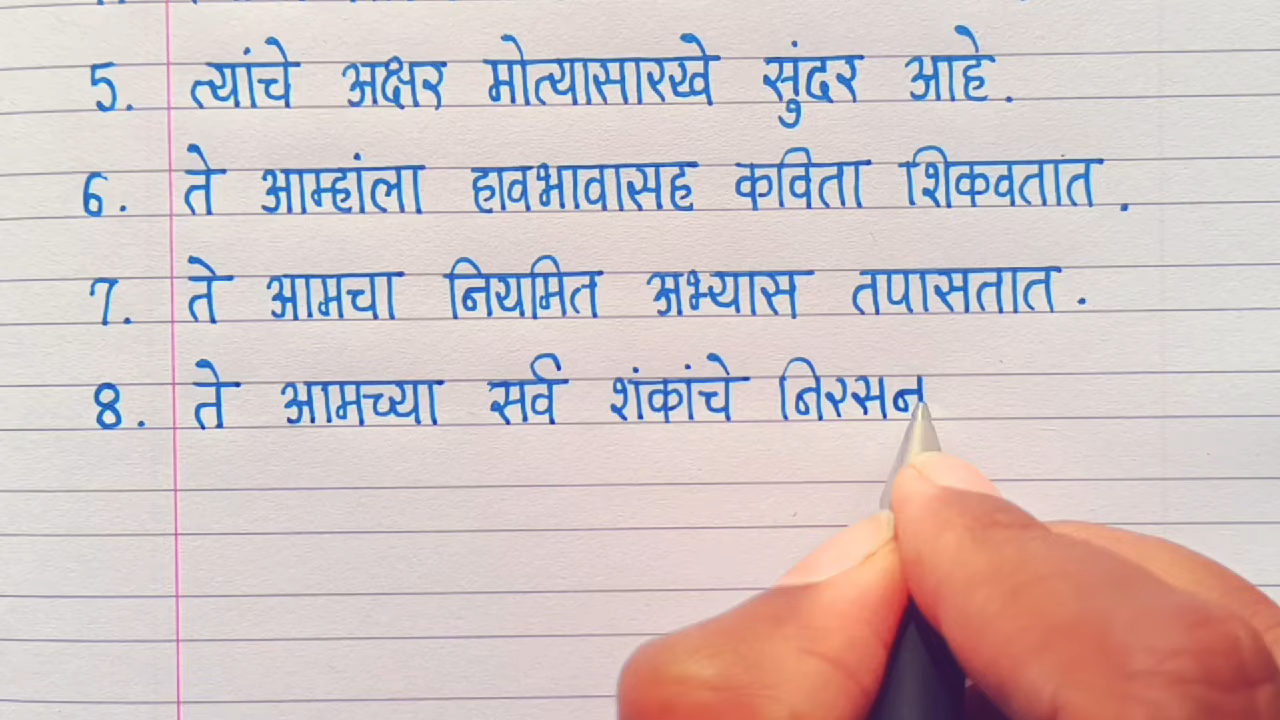 5. त्यांचे अक्षर मोत्यासारखे सुंदर आहे.
6. ते आम्हांला हावभावासह कविता शिकवतात.
7. ते आमचा नियमित अभ्यास तपासतात.
8. ते आमच्या सर्व शंकांचे निरसन